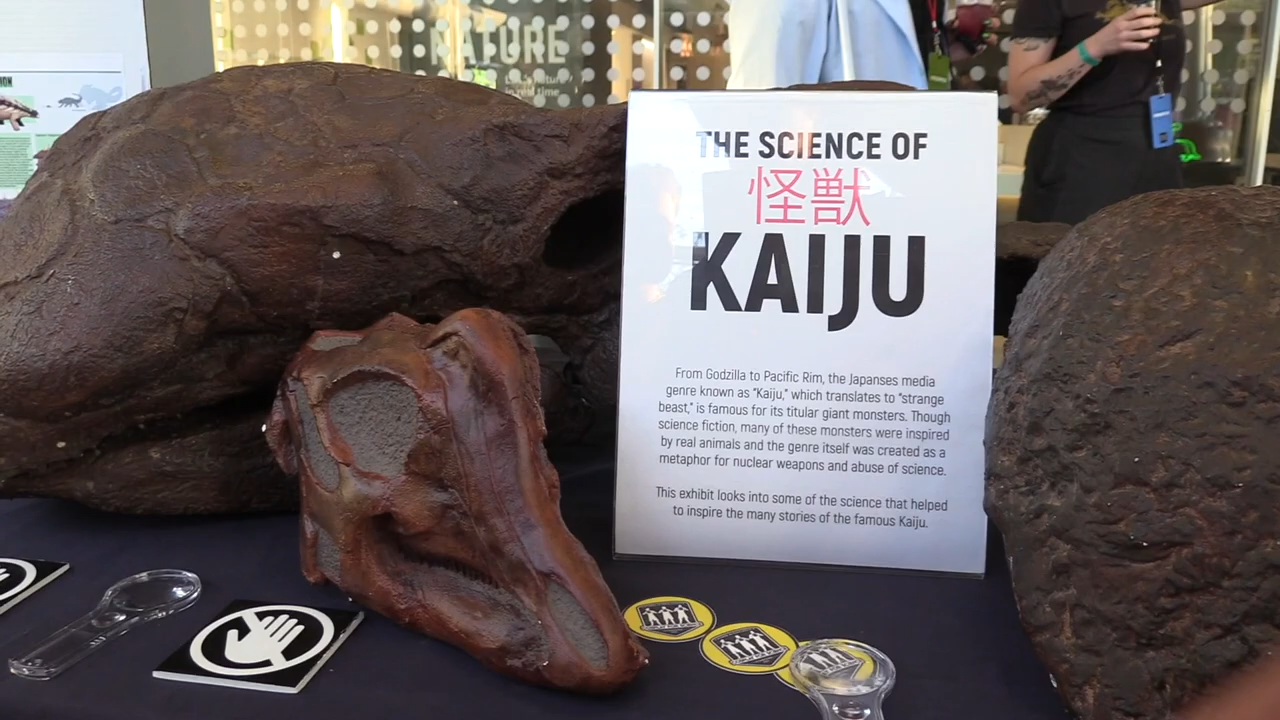 NATURE
in real time
THE SCIENCE OF
怪獣
KAIJU
From Godzilla to Pacific Rim, the Japanses media
genre known as "Kaiju," which translates to "strange
beast," is famous for its titular giant monsters. Though
science fiction, many of these monsters were inspired
by real animals and the genre itself was created as a
metaphor for nuclear weapons and abuse of science.
This exhibit looks into some of the science that helped
to inspire the many stories of the famous Kaiju.